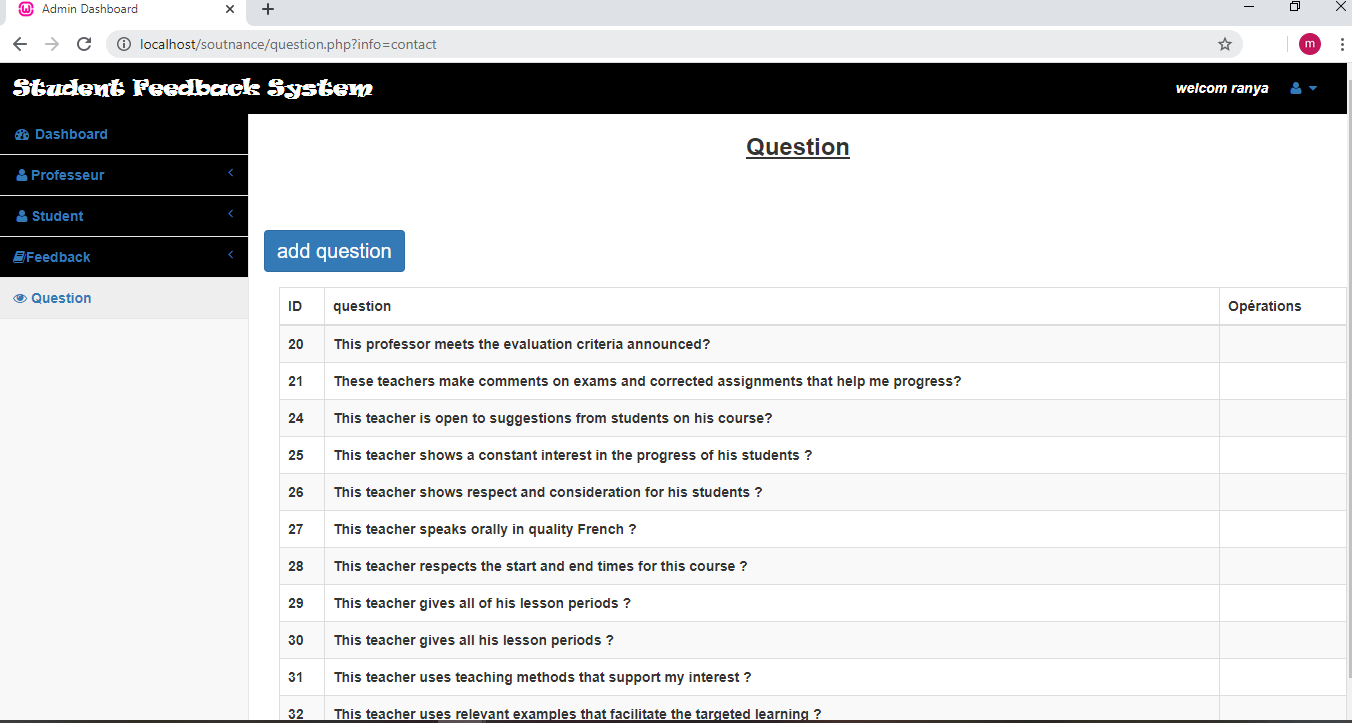 Admin Dashboard
localhost/soutnance/question.php?info=contact
m
Student Feedback System
welcom ranya
Dashboard
Professeur
Student
Feedback
Question
Question
add question
ID question Opérations
20 This professor meets the evaluation criteria announced?
21 These teachers make comments on exams and corrected assignments that help me progress?
24 This teacher is open to suggestions from students on his course?
25 This teacher shows a constant interest in the progress of his students ?
26 This teacher shows respect and consideration for his students ?
27 This teacher speaks orally in quality French ?
28 This teacher respects the start and end times for this course ?
29 This teacher gives all of his lesson periods ?
30 This teacher gives all his lesson periods ?
31 This teacher uses teaching methods that support my interest ?
32 This teacher uses relevant examples that facilitate the targeted learning ?